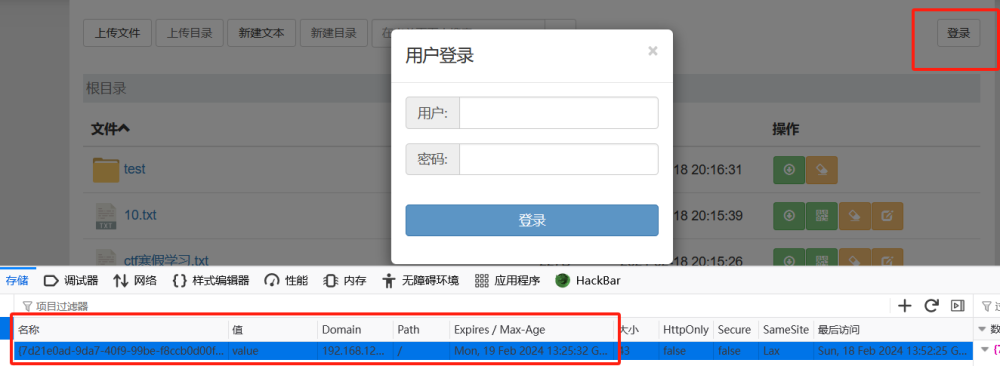 上传文件 上传目录 新建文本 新建目录 登录
用户登录 ×
根目录
用户:
文件 操作
密码:
test 18 20:16:31
10.txt 18 20:15:39
登录
ctf寒假学习.txt 18 20:15:26
存储 调试器 网络 {} 样式编辑器 性能 内存 无障碍环境 应用程序 HackBar
项目过滤器
名称 值 Domain Path Expires / Max-Age 大小 HttpOnly Secure SameSite 最后访问 数
{7d21e0ad-9da7-40f9-99be-f8ccb0d00f... value 192.168.12... / Mon, 19 Feb 2024 13:25:32 G... 43 false false Lax Sun, 18 Feb 2024 13:52:25 G...